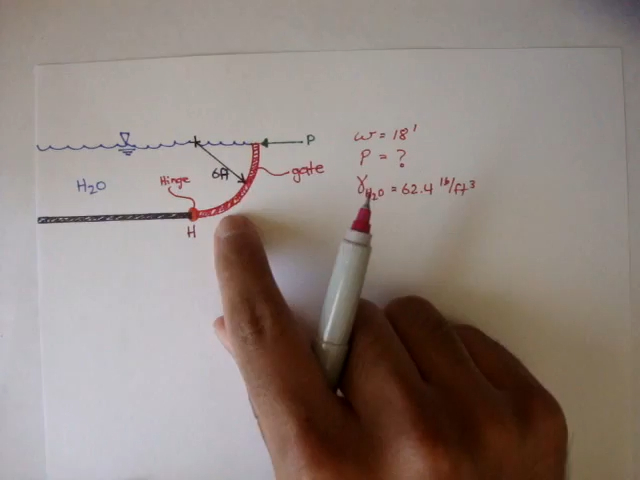 P
6ft
gate
H₂O
Hinge
H
w = 18'
P = ?
γH₂O = 62.4 lb/ft³